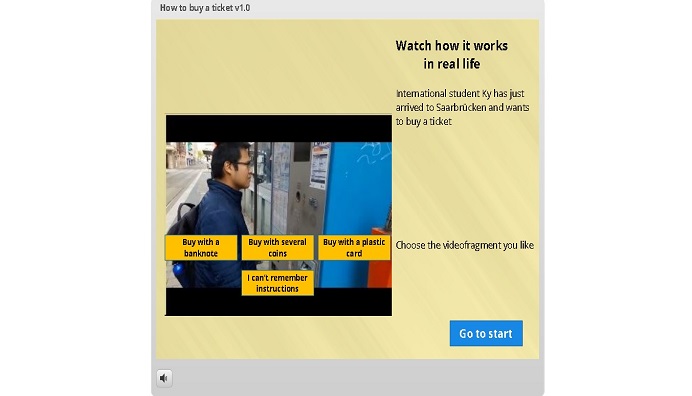 How to buy a ticket v1.0
Watch how it works
in real life
International student Ky has just
arrived to Saarbrücken and wants
to buy a ticket
Buy with a
banknote
Buy with several
coins
Buy with a plastic
card
I can't remember
instructions
Choose the videofragment you like
Go to start